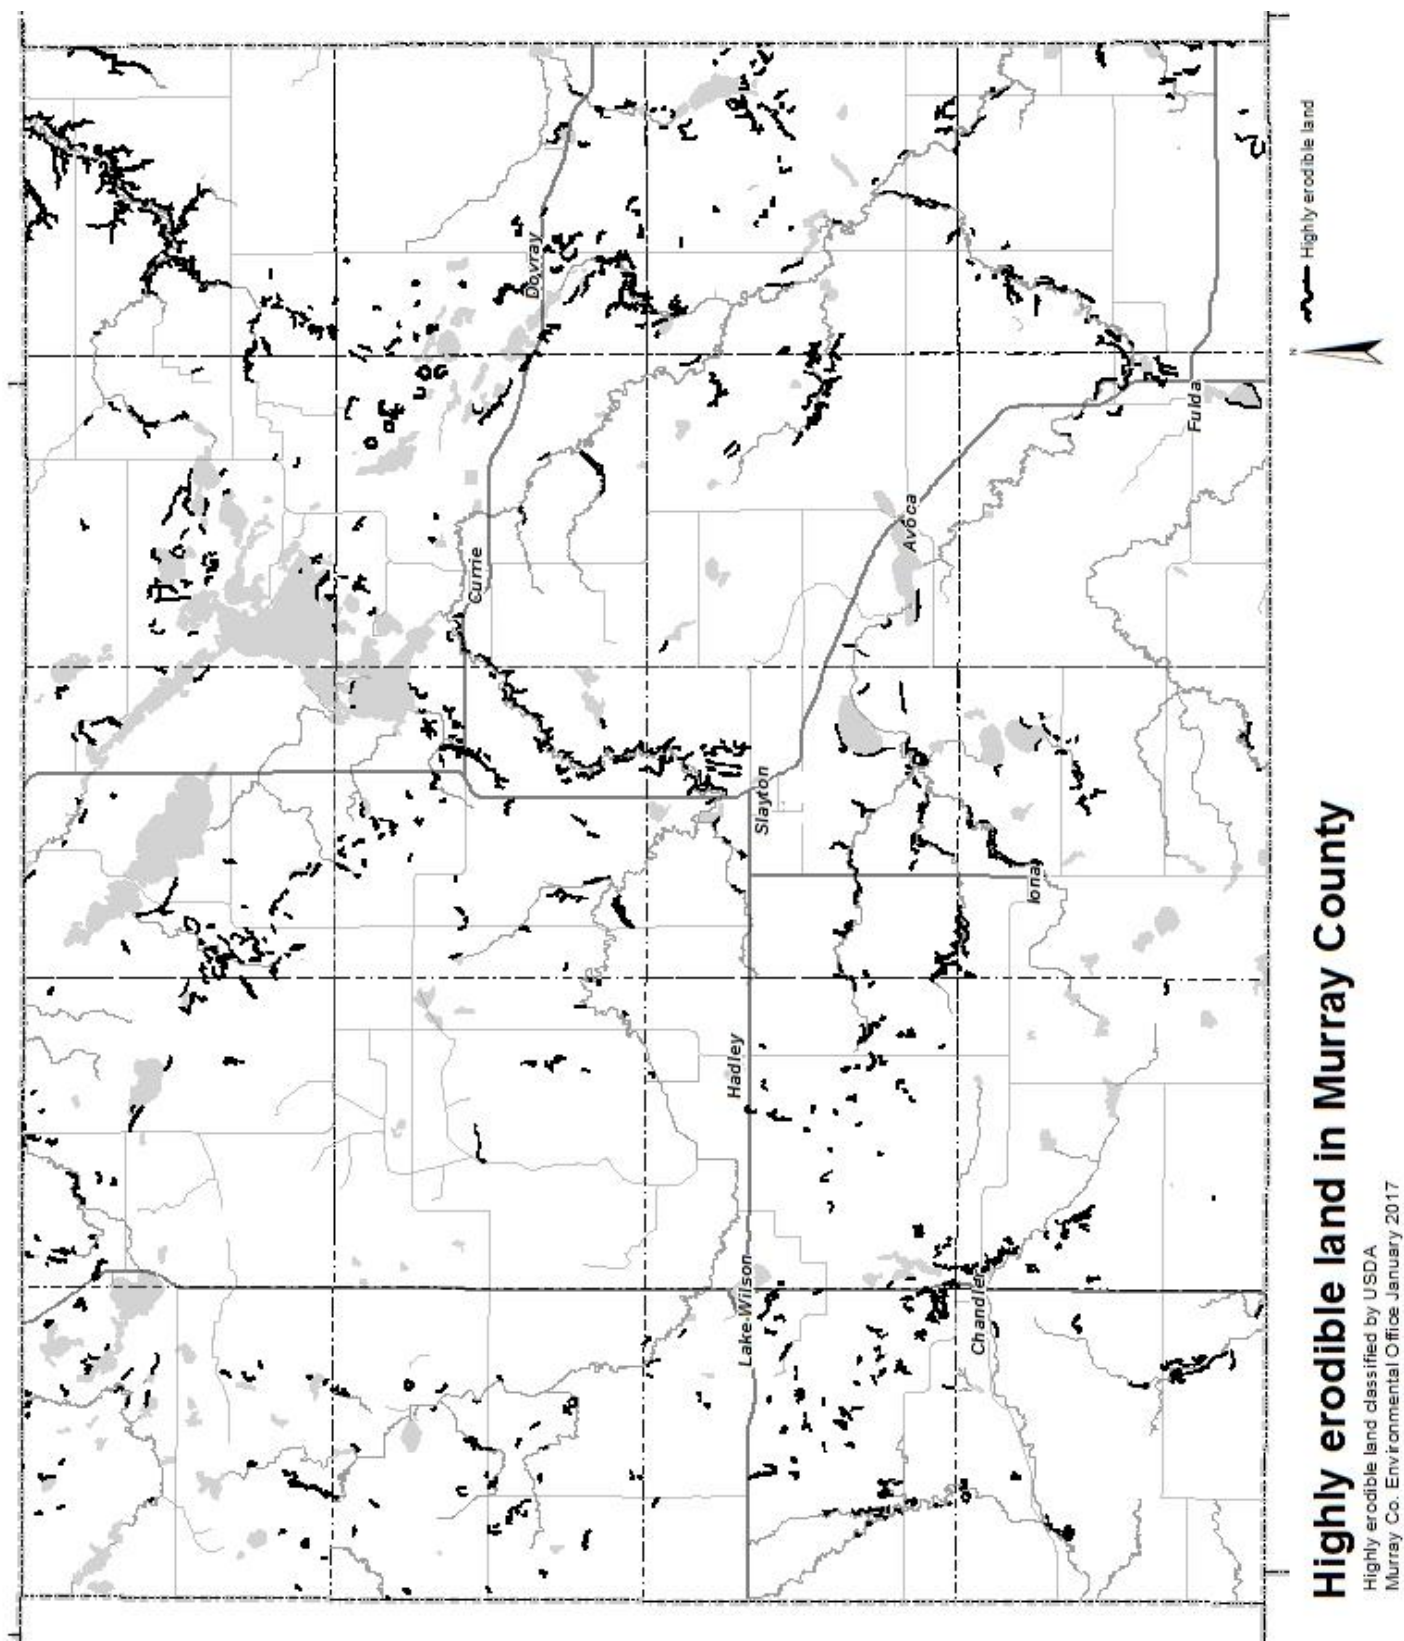 Dovray
Currie
Avoca
Fulda
Slayton
Iona
Hadley
Lake Wilson
Chandler
N
Highly erodible land
Highly erodible land in Murray County
Highly erodible land classified by USDA
Murray Co. Environmental Office January 2017